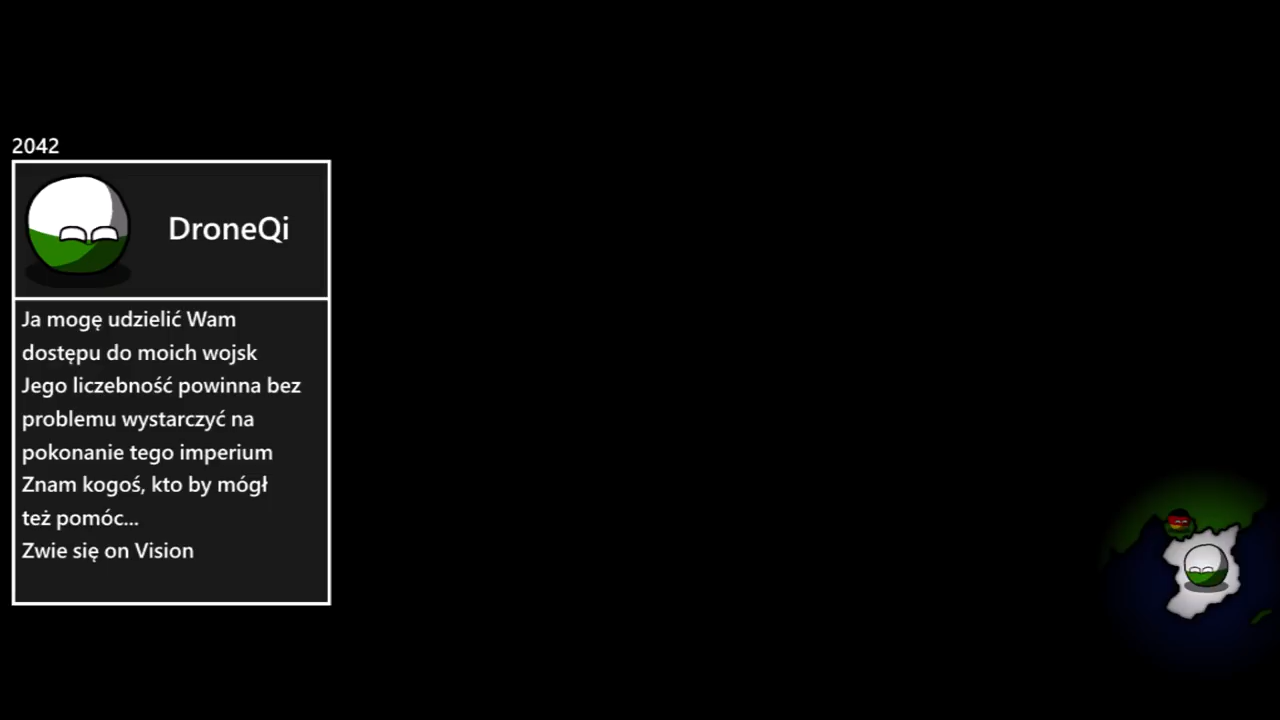 2042
DroneQi
Ja mogę udzielić Wam
dostępu do moich wojsk
Jego liczebność powinna bez
problemu wystarczyć na
pokonanie tego imperium
Znam kogoś, kto by mógł
też pomóc...
Zwie się on Vision